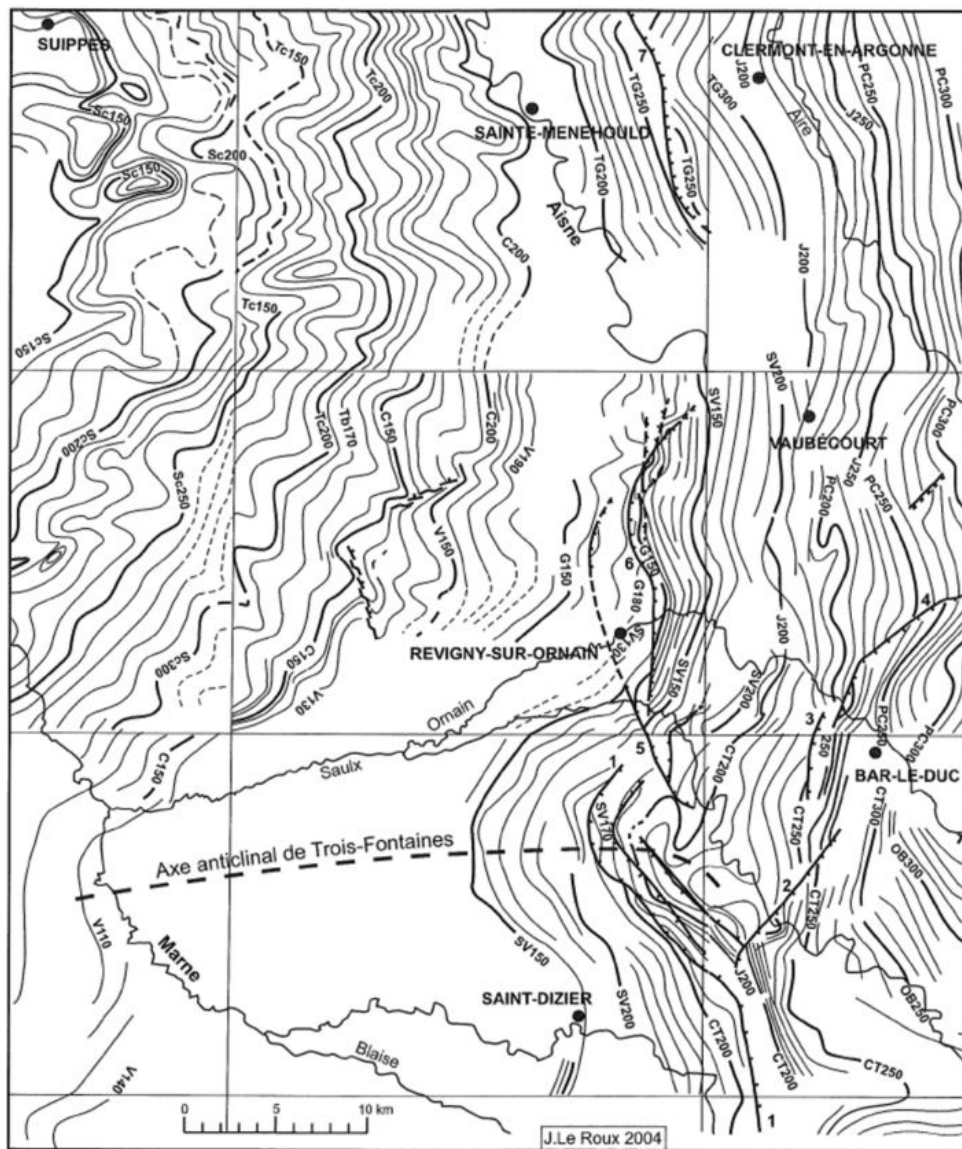 SUIPPES
Tc150
Tc200
7
CLERMONT-EN-ARGONNE
J200
PC250
PC300
TG250
TG300
J250
Aire
SAINTE-MENEHOULD
Sc150
Sc200
Sc150
TG200
TG250
Aisne
C200
J200
Tc150
Sc150
SV200
SV150
Sc200
Tc200
Tb170
C150
C200
V190
VAUBÉCOURT
PC300
J250
Sc250
PC200
PC250
V150
G150
G150
6
G180
4
J200
Sc300
C150
REVIGNY-SUR-ORNAIN
SV130
V130
SV150
SV200
Ornain
3
PC250
PC300
C150
Saulx
5
1
CT200
250
BAR-LE-DUC
CT300
SV170
CT250
Axe anticlinal de Trois-Fontaines
OB300
2
CT250
V110
Marne
SV150
J200
SAINT-DIZIER
SV200
OB250
CT200
CT200
Blaise
CT250
V140
0 5 10 km
1
J.Le Roux 2004